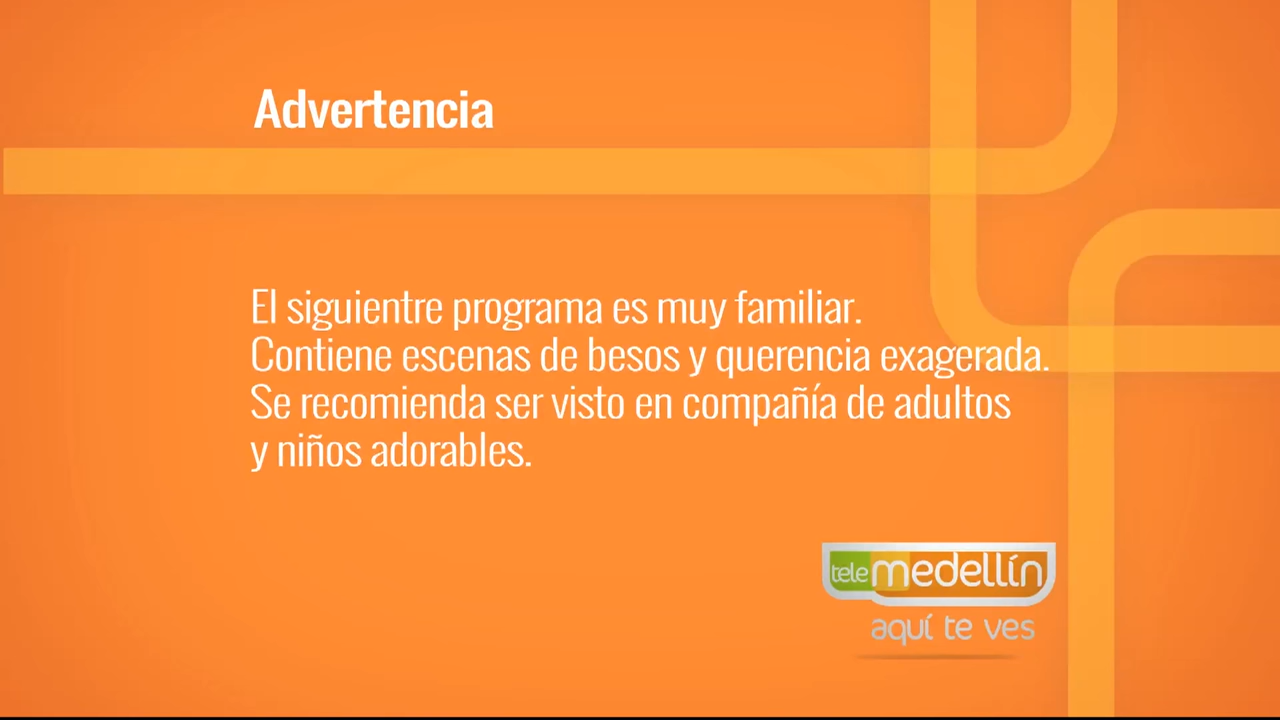 Advertencia
El siguientre programa es muy familiar.
Contiene escenas de besos y querencia exagerada.
Se recomienda ser visto en compañía de adultos
y niños adorables.
tele medellín
aquí te ves